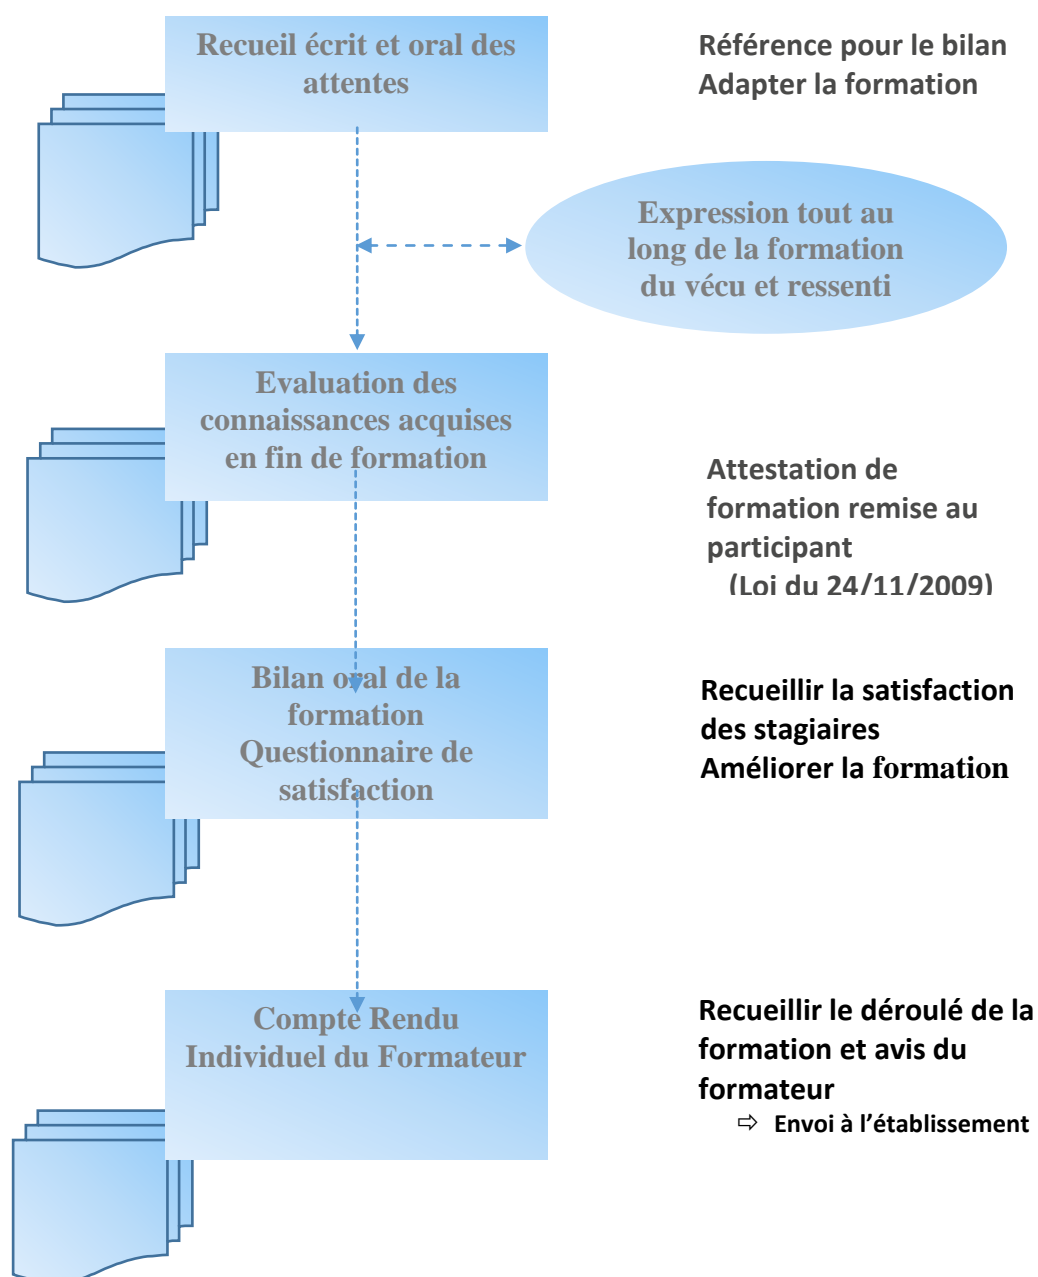 Recueil écrit et oral des
attentes
Référence pour le bilan
Adapter la formation
Expression tout au
long de la formation
du vécu et ressenti
Evaluation des
connaissances acquises
en fin de formation
Attestation de
formation remise au
participant
(Loi du 24/11/2009)
Bilan oral de la
formation
Questionnaire de
satisfaction
Recueillir la satisfaction
des stagiaires
Améliorer la formation
Compte Rendu
Individuel du Formateur
Recueillir le déroulé de la
formation et avis du
formateur
⇨ Envoi à l’établissement